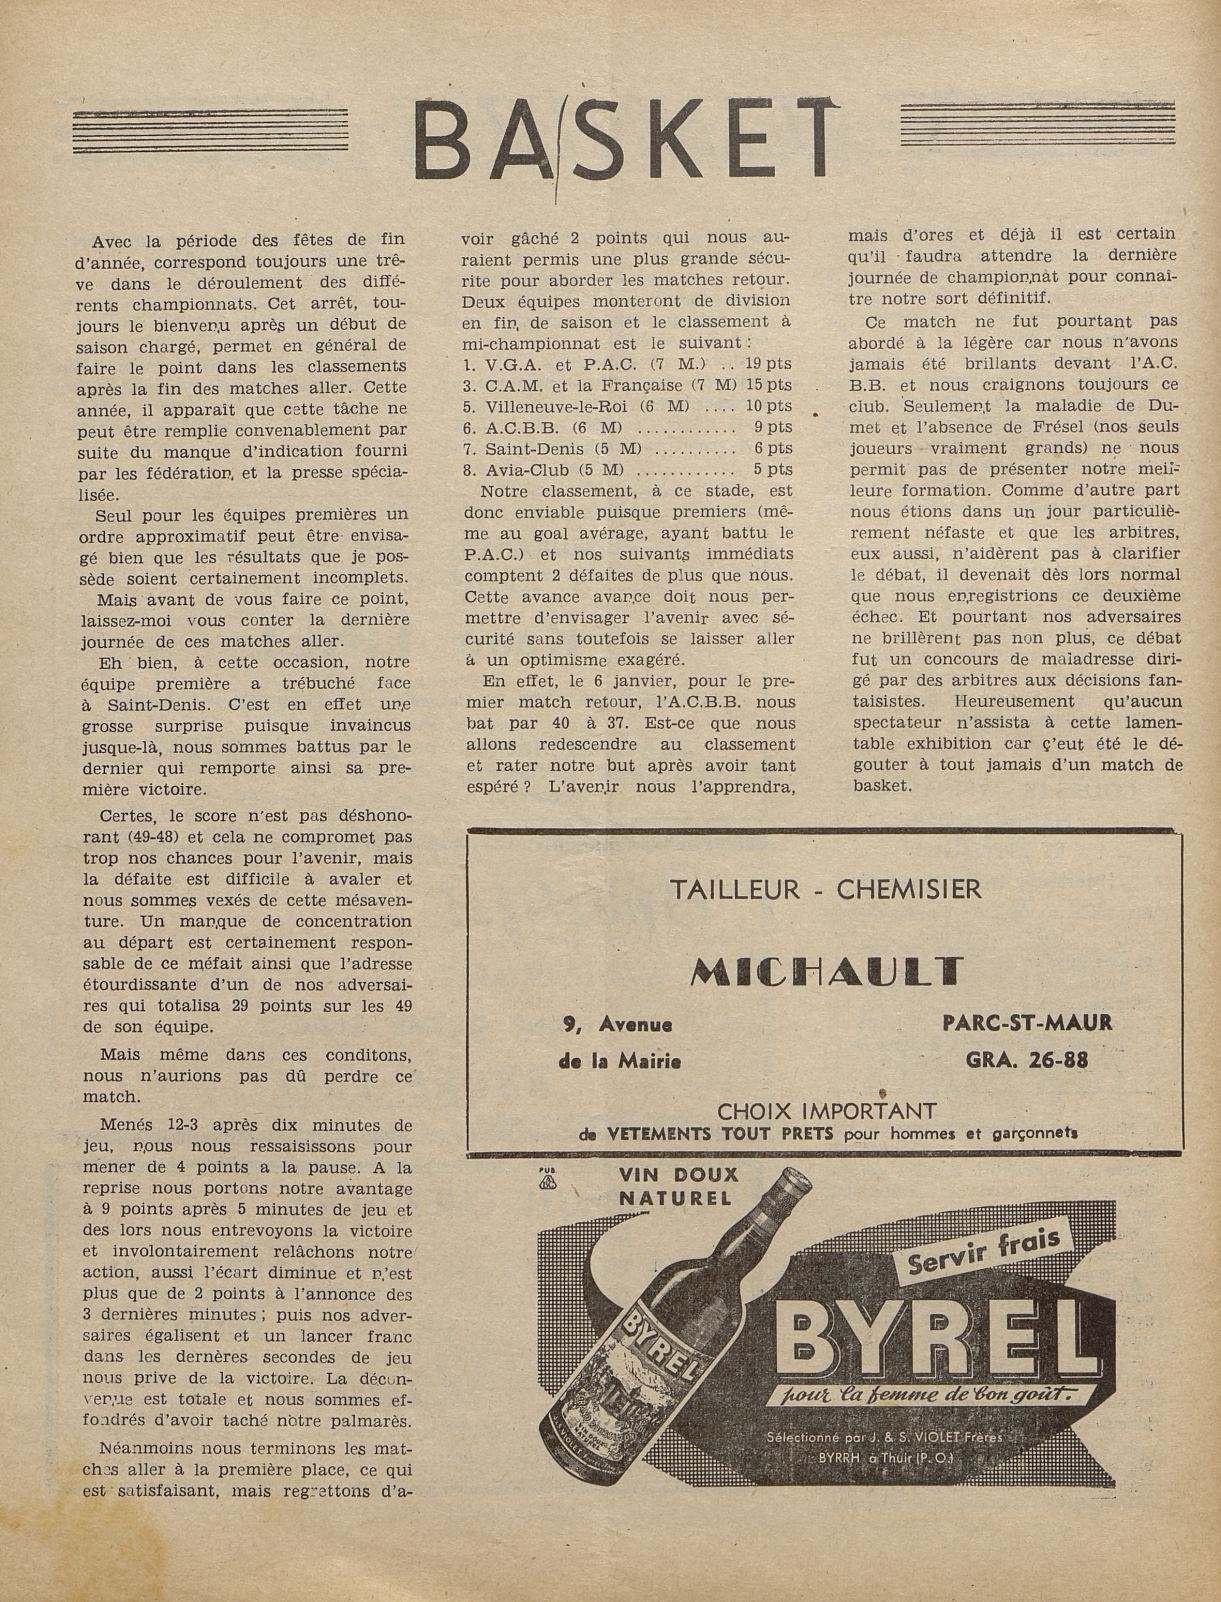 BASKET
Avec la période des fêtes de fin
d'année, correspond toujours une trê-
ve dans le déroulement des diffé-
rents championnats. Cet arrêt, tou-
jours le bienvenu après un début de
saison chargé, permet en général de
faire le point dans les classements
après la fin des matches aller. Cette
année, il apparaît que cette tâche ne
peut être remplie convenablement par
suite du manque d'indication fourni
par les fédération, et la presse spécia-
lisée.
Seul pour les équipes premières un
ordre approximatif peut être envisa-
gé bien que les résultats que je pos-
sède soient certainement incomplets.
Mais avant de vous faire ce point,
laissez-moi vous conter la dernière
journée de ces matches aller.
Eh bien, à cette occasion, notre
équipe première a trébuché face
à Saint-Denis. C'est en effet une
grosse surprise puisque invaincus
jusque-là, nous sommes battus par le
dernier qui remporte ainsi sa pre-
mière victoire.
Certes, le score n'est pas déshono-
rant (49-48) et cela ne compromet pas
trop nos chances pour l'avenir, mais
la défaite est difficile à avaler et
nous sommes vexés de cette mésaven-
ture. Un manque de concentration
au départ est certainement respon-
sable de ce méfait ainsi que l'adresse
étourdissante d'un de nos adversai-
res qui totalisa 29 points sur les 49
de son équipe.
Mais même dans ces conditons,
nous n'aurions pas dû perdre ce
match.
Menés 12-3 après dix minutes de
jeu, nous nous ressaisissons pour
mener de 4 points a la pause. A la
reprise nous portons notre avantage
à 9 points après 5 minutes de jeu et
des lors nous entrevoyons la victoire
et involontairement relâchons notre
action, aussi l'écart diminue et n'est
plus que de 2 points à l'annonce des
3 dernières minutes ; puis nos adver-
saires égalisent et un lancer franc
dans les dernères secondes de jeu
nous prive de la victoire. La décon-
venue est totale et nous sommes ef-
fondrés d'avoir taché notre palmarès.
Néanmoins nous terminons les mat-
ches aller à la première place, ce qui
est satisfaisant, mais regrettons d'a-
voir gâché 2 points qui nous au-
raient permis une plus grande sécu-
rite pour aborder les matches retour.
Deux équipes monteront de division
en fin, de saison et le classement à
mi-championnat est le suivant :
1. V.G.A. et P.A.C. (7 M.) .. 19 pts
3. C.A.M. et la Française (7 M) 15 pts
5. Villeneuve-le-Roi (6 M) .... 10 pts
6. A.C.B.B. (6 M) ............ 9 pts
7. Saint-Denis (5 M) .......... 6 pts
8. Avia-Club (5 M) ............ 5 pts
Notre classement, à ce stade, est
donc enviable puisque premiers (mê-
me au goal avérage, ayant battu le
P.A.C.) et nos suivants immédiats
comptent 2 défaites de plus que nous.
Cette avance avance doit nous per-
mettre d'envisager l'avenir avec sé-
curité sans toutefois se laisser aller
à un optimisme exagéré.
En effet, le 6 janvier, pour le pre-
mier match retour, l'A.C.B.B. nous
bat par 40 à 37. Est-ce que nous
allons redescendre au classement
et rater notre but après avoir tant
espéré ? L'avenir nous l'apprendra,
mais d'ores et déjà il est certain
qu'il faudra attendre la dernière
journée de championnat pour connaî-
tre notre sort définitif.
Ce match ne fut pourtant pas
abordé à la légère car nous n'avons
jamais été brillants devant l'A.C.
B.B. et nous craignons toujours ce
club. Seulement la maladie de Du-
met et l'absence de Frésel (nos seuls
joueurs vraiment grands) ne nous
permit pas de présenter notre meil-
leure formation. Comme d'autre part
nous étions dans un jour particuliè-
rement néfaste et que les arbitres,
eux aussi, n'aidèrent pas à clarifier
le débat, il devenait dès lors normal
que nous enregistrions ce deuxième
échec. Et pourtant nos adversaires
ne brillèrent pas non plus, ce débat
fut un concours de maladresse diri-
gé par des arbitres aux décisions fan-
taisistes. Heureusement qu'aucun
spectateur n'assista à cette lamen-
table exhibition car ç'eut été le dé-
gouter à tout jamais d'un match de
basket.
TAILLEUR - CHEMISIER
MICHAULT
9, Avenue
de la Mairie
PARC-ST-MAUR
GRA. 26-88
CHOIX IMPORTANT
de VETEMENTS TOUT PRETS pour hommes et garçonnets
PUB.
VIN DOUX
NATUREL
Servir frais
BYREL
pour la femme de bon goût.
Sélectionné par J. & S. VIOLET Frères
BYRRH à Thuir (P. O.)
BYREL